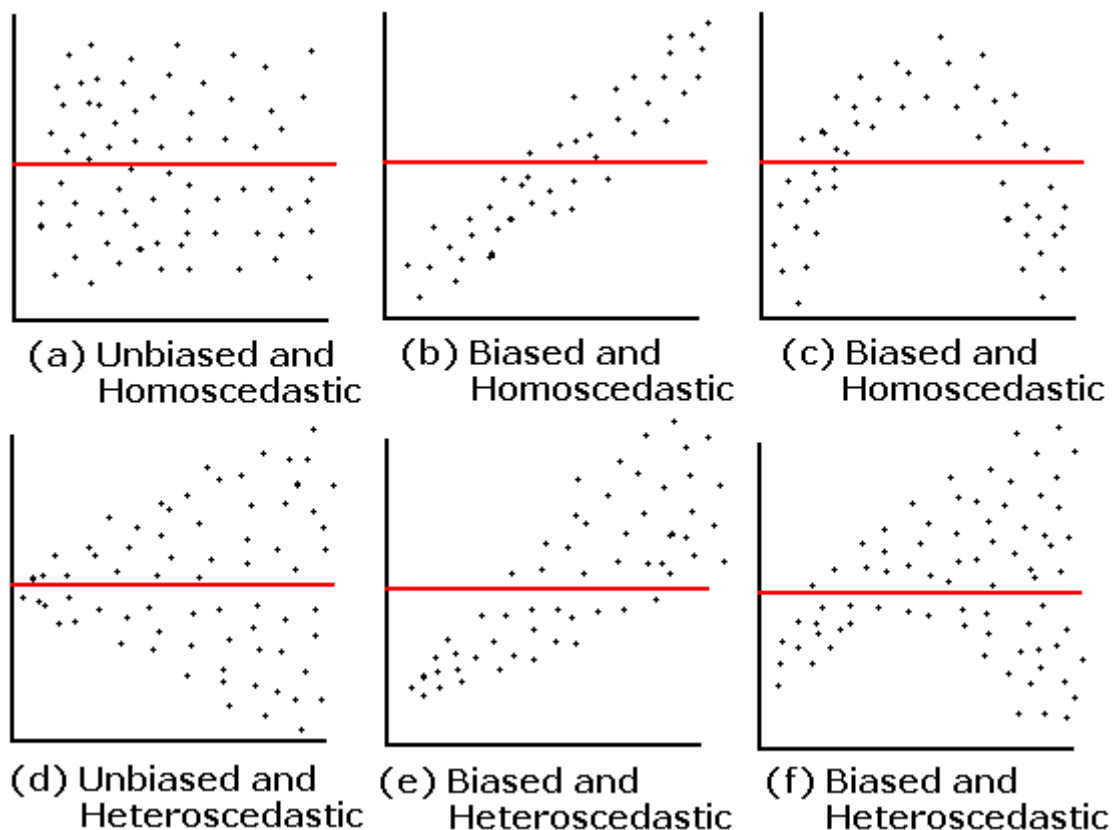 (a) Unbiased and
Homoscedastic
(b) Biased and
Homoscedastic
(c) Biased and
Homoscedastic
(d) Unbiased and
Heteroscedastic
(e) Biased and
Heteroscedastic
(f) Biased and
Heteroscedastic